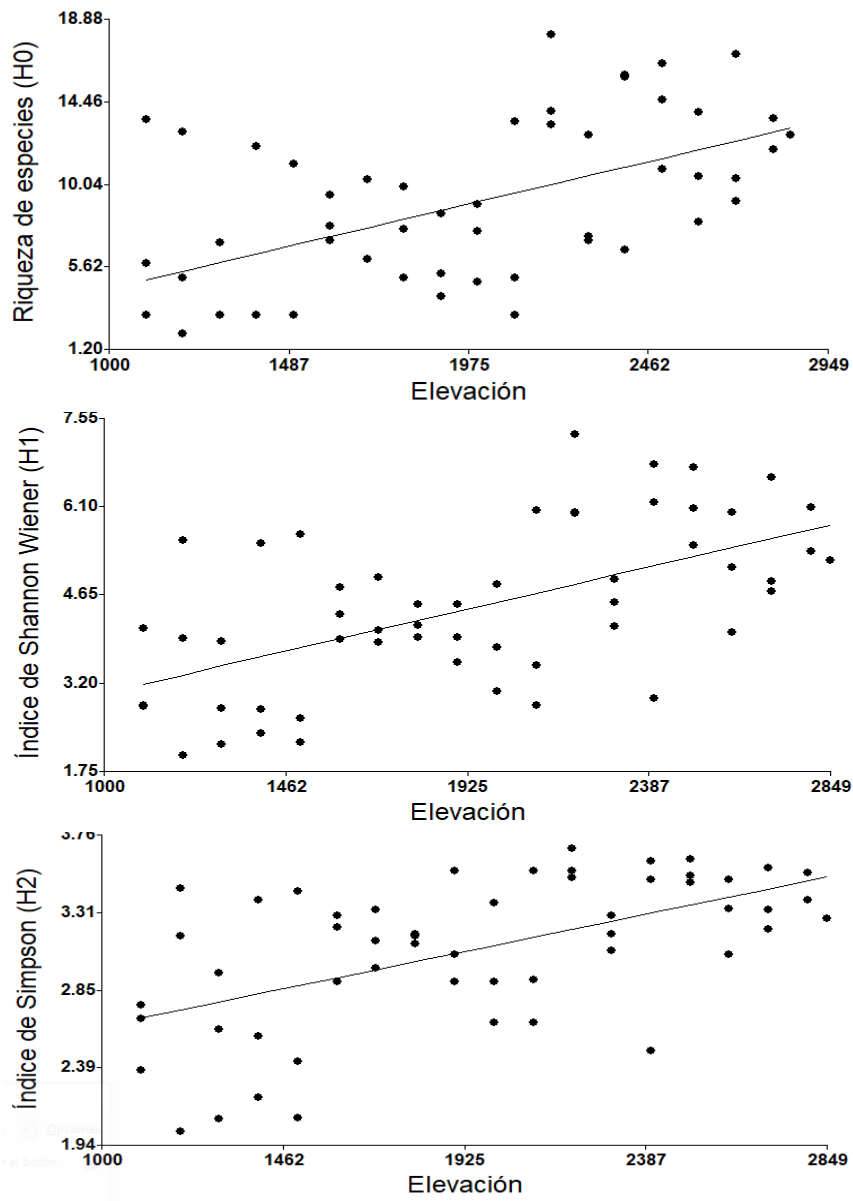 18.88
14.46
10.04
5.62
1.20
Riqueza de especies (H0)
1000 1487 1975 2462 2949
Elevación
7.55
6.10
4.65
3.20
1.75
Índice de Shannon Wiener (H1)
1000 1462 1925 2387 2849
Elevación
3.76
3.31
2.85
2.39
1.94
Índice de Simpson (H2)
Opciones
el botón
1000 1462 1925 2387 2849
Elevación